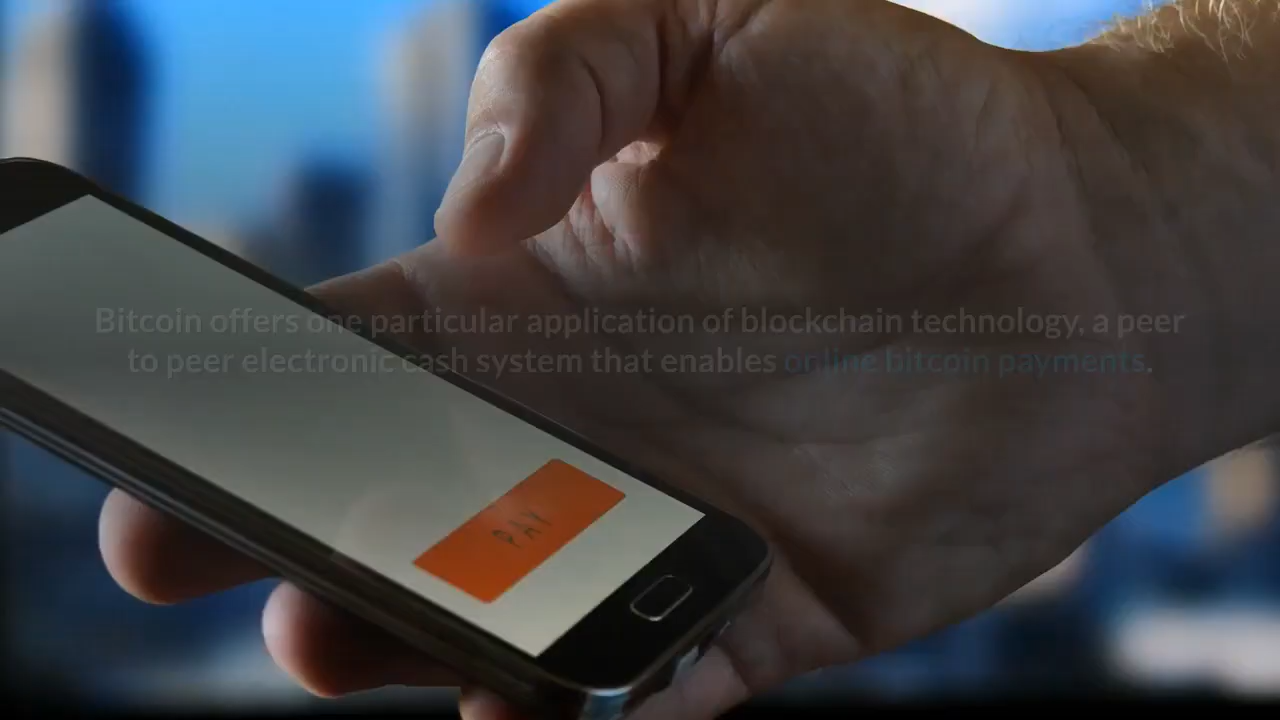 Bitcoin offers one particular application of blockchain technology, a peer
to peer electronic cash system that enables online bitcoin payments.
PAY